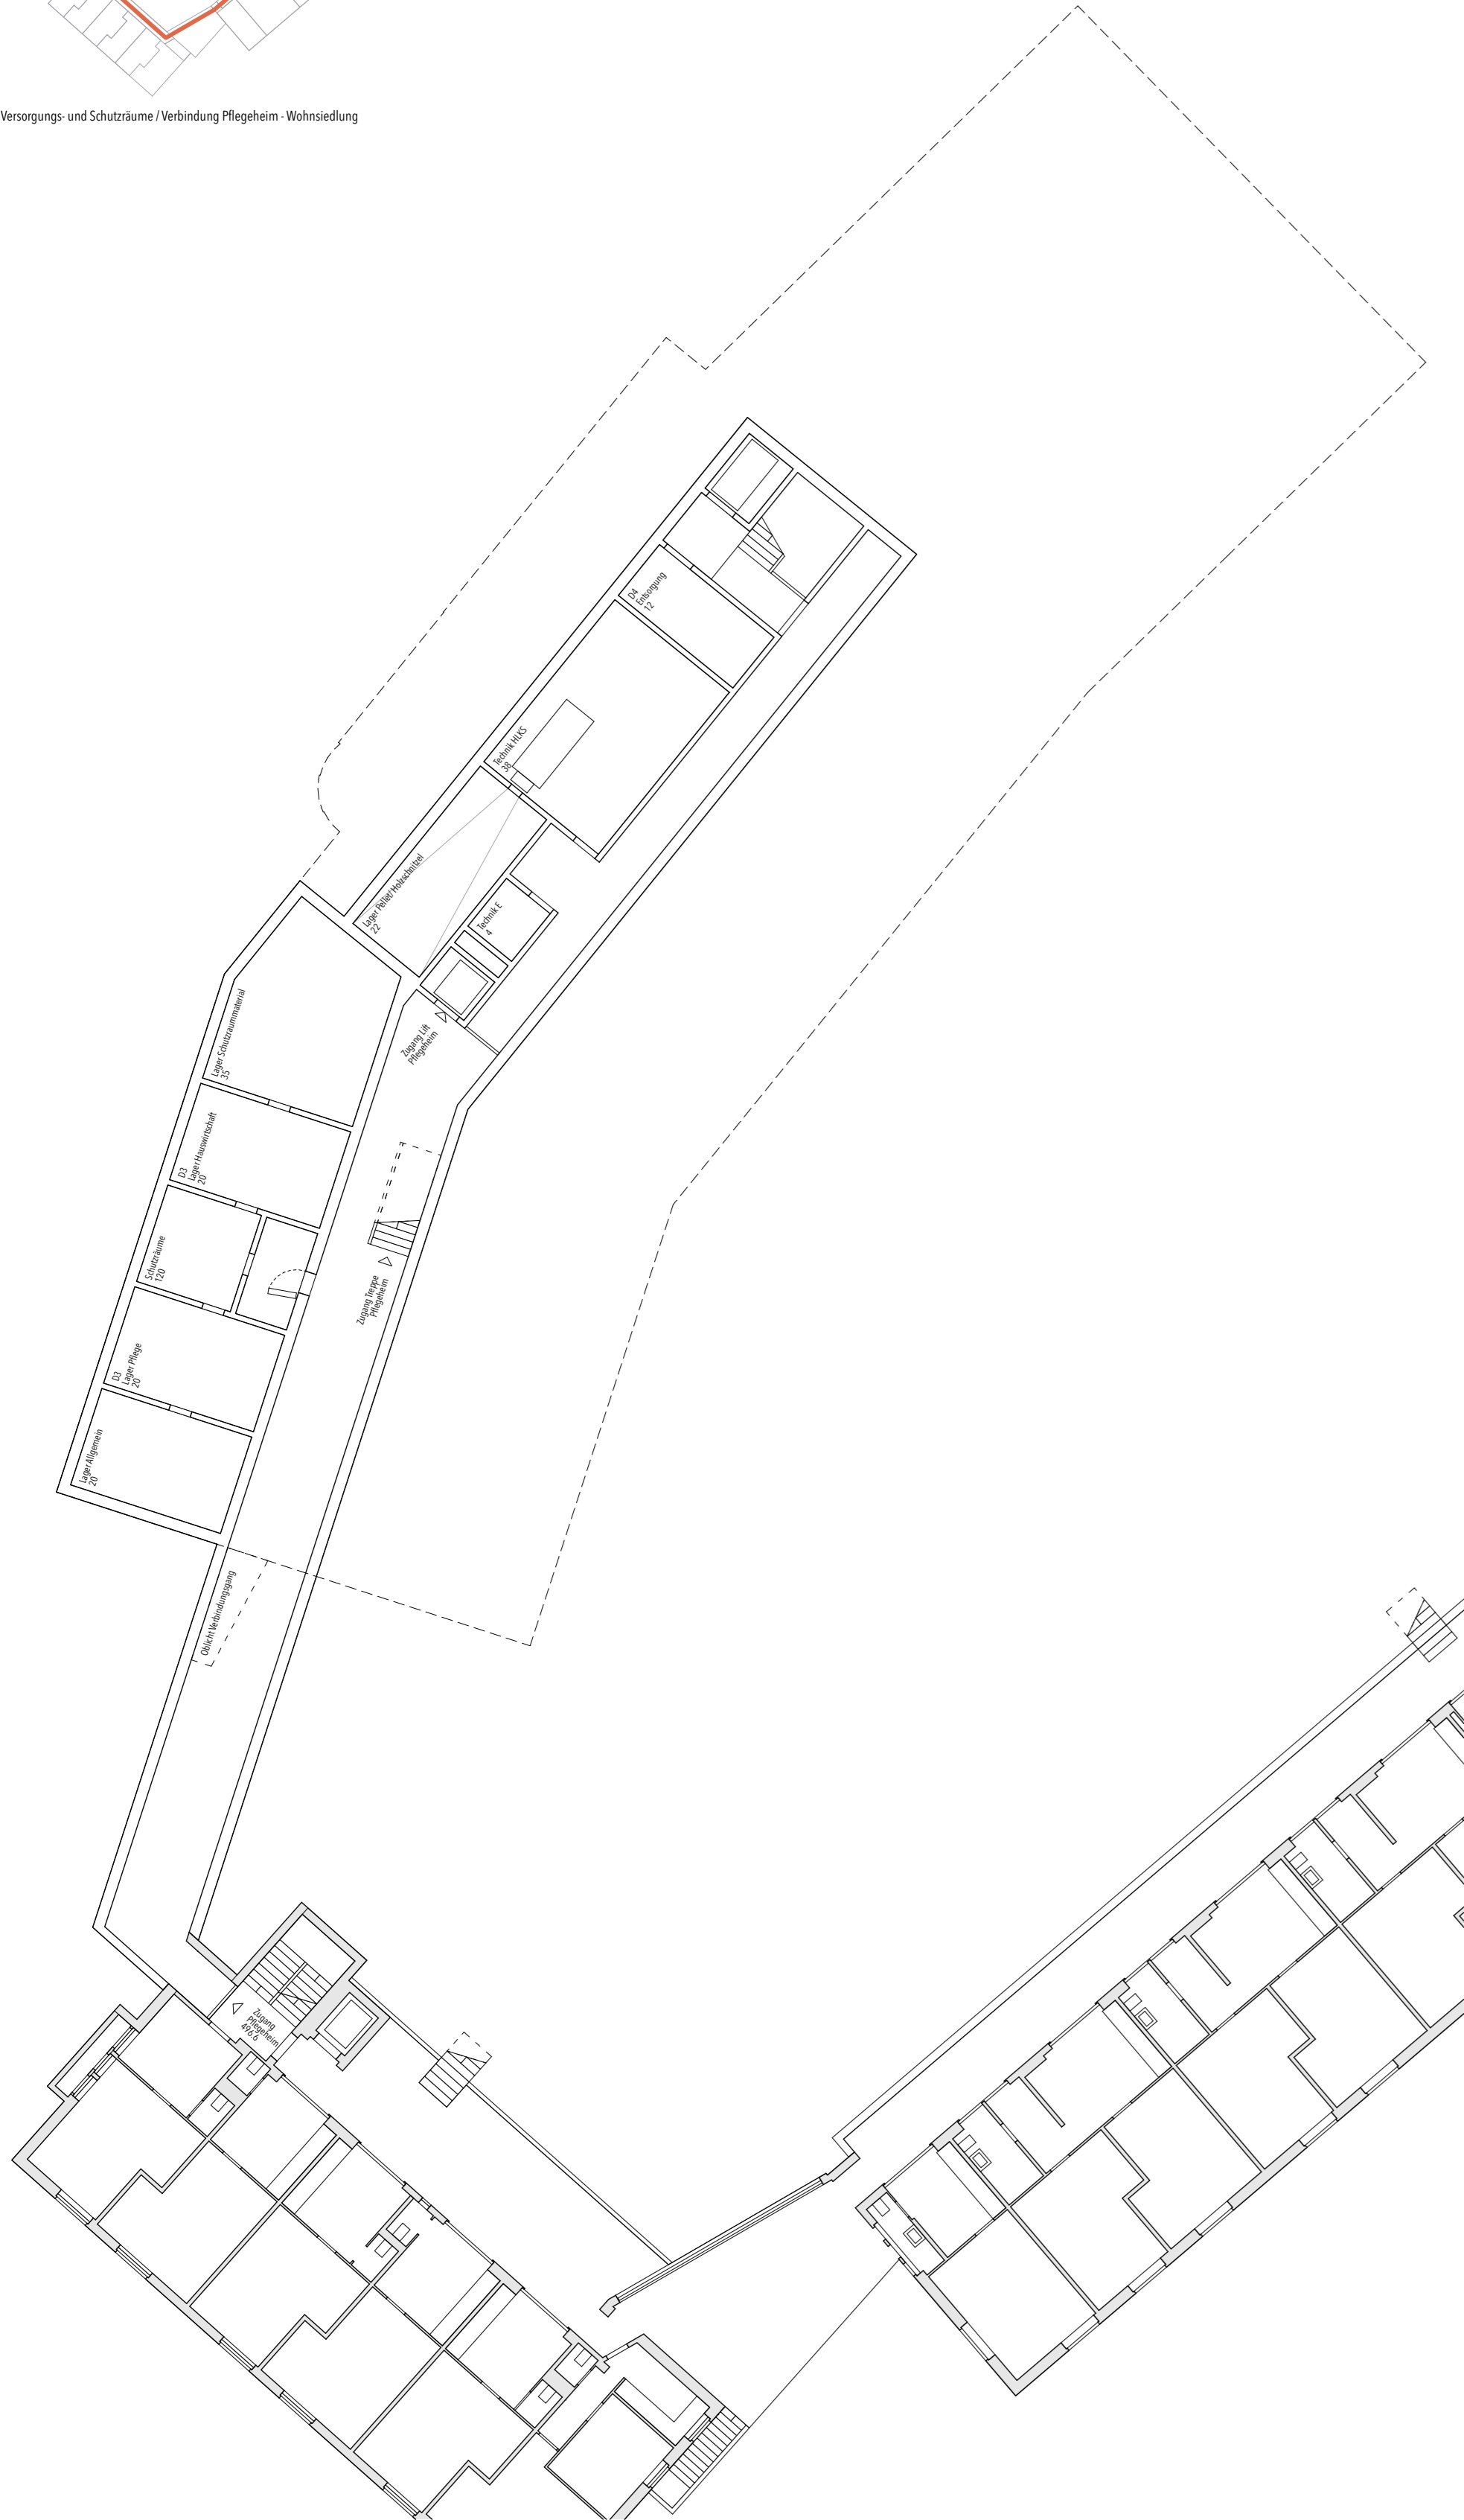 Versorgungs- und Schutzräume / Verbindung Pflegeheim - Wohnsiedlung
D4
Entsorgung
12
Technik HLKS
38
Lager Pellet/ Holzschnitzel
22
Technik E
4
Zugang Lift
Pflegeheim
Lager Schutzraummaterial
35
D3
Lager Hauswirtschaft
20
Schutzräume
120
Zugang Treppe
Pflegeheim
D3
Lager Pflege
20
Lager Allgemein
20
Oblicht Verbindungsgang
Zugang
Pflegeheim
496.6